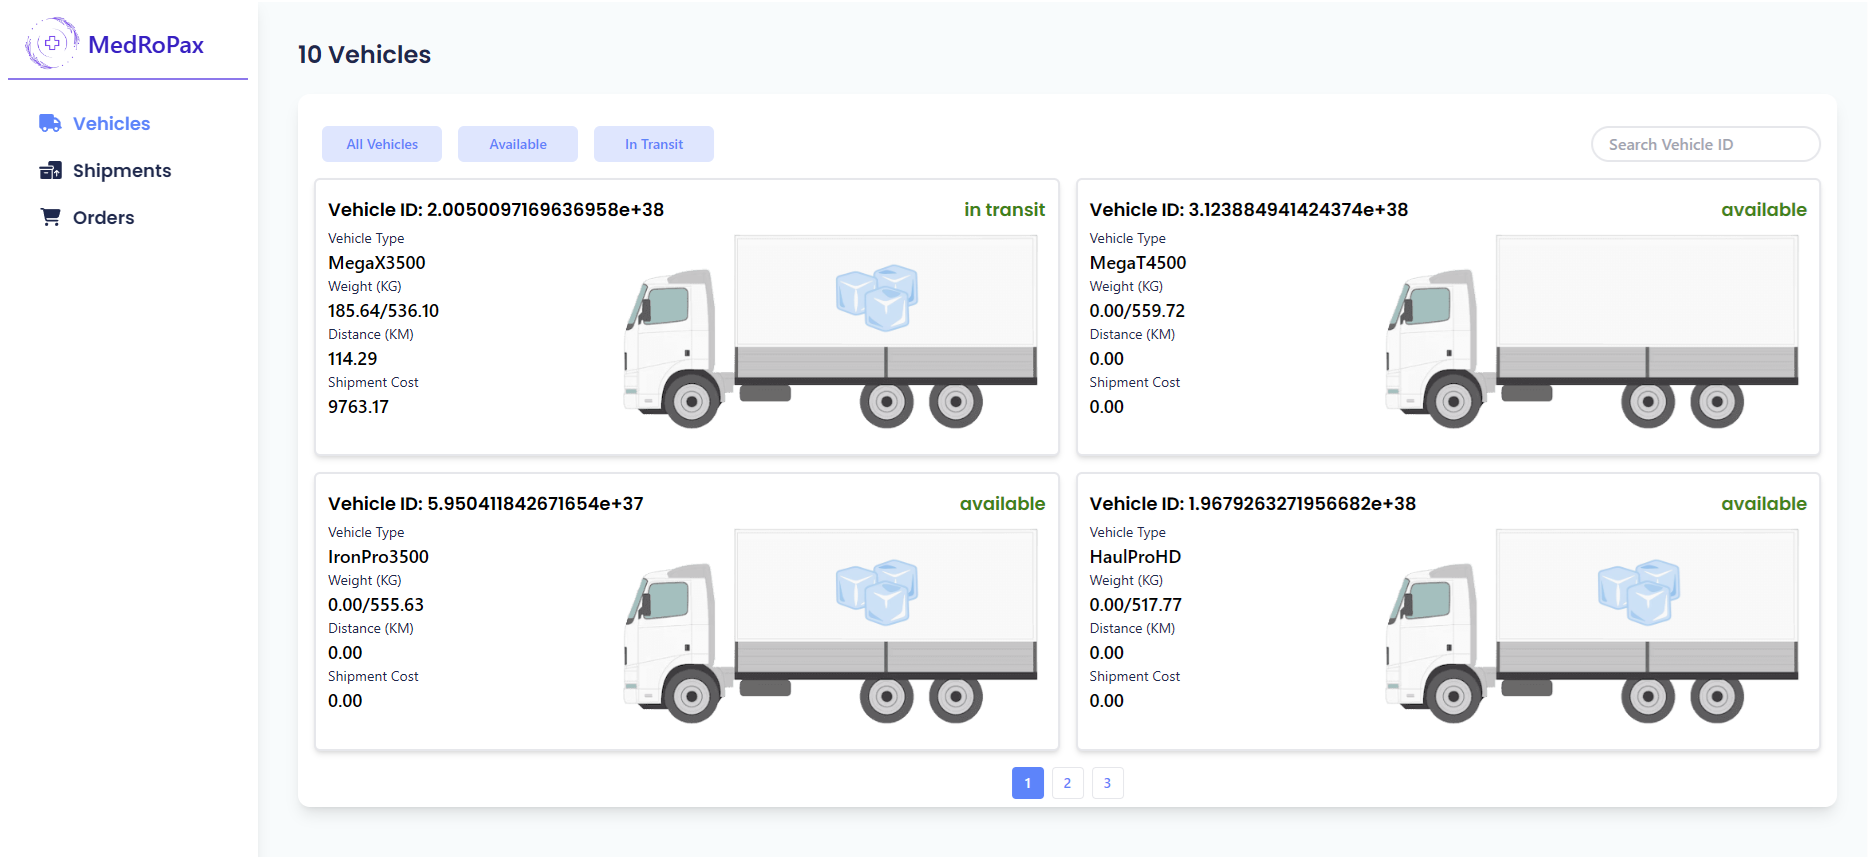 MedRoPax
Vehicles
Shipments
Orders
10 Vehicles
All Vehicles
Available
In Transit
Search Vehicle ID
Vehicle ID: 2.0050097169636958e+38
in transit
Vehicle Type
MegaX3500
Weight (KG)
185.64/536.10
Distance (KM)
114.29
Shipment Cost
9763.17
Vehicle ID: 3.123884941424374e+38
available
Vehicle Type
MegaT4500
Weight (KG)
0.00/559.72
Distance (KM)
0.00
Shipment Cost
0.00
Vehicle ID: 5.950411842671654e+37
available
Vehicle Type
IronPro3500
Weight (KG)
0.00/555.63
Distance (KM)
0.00
Shipment Cost
0.00
Vehicle ID: 1.9679263271956682e+38
available
Vehicle Type
HaulProHD
Weight (KG)
0.00/517.77
Distance (KM)
0.00
Shipment Cost
0.00
1
2
3